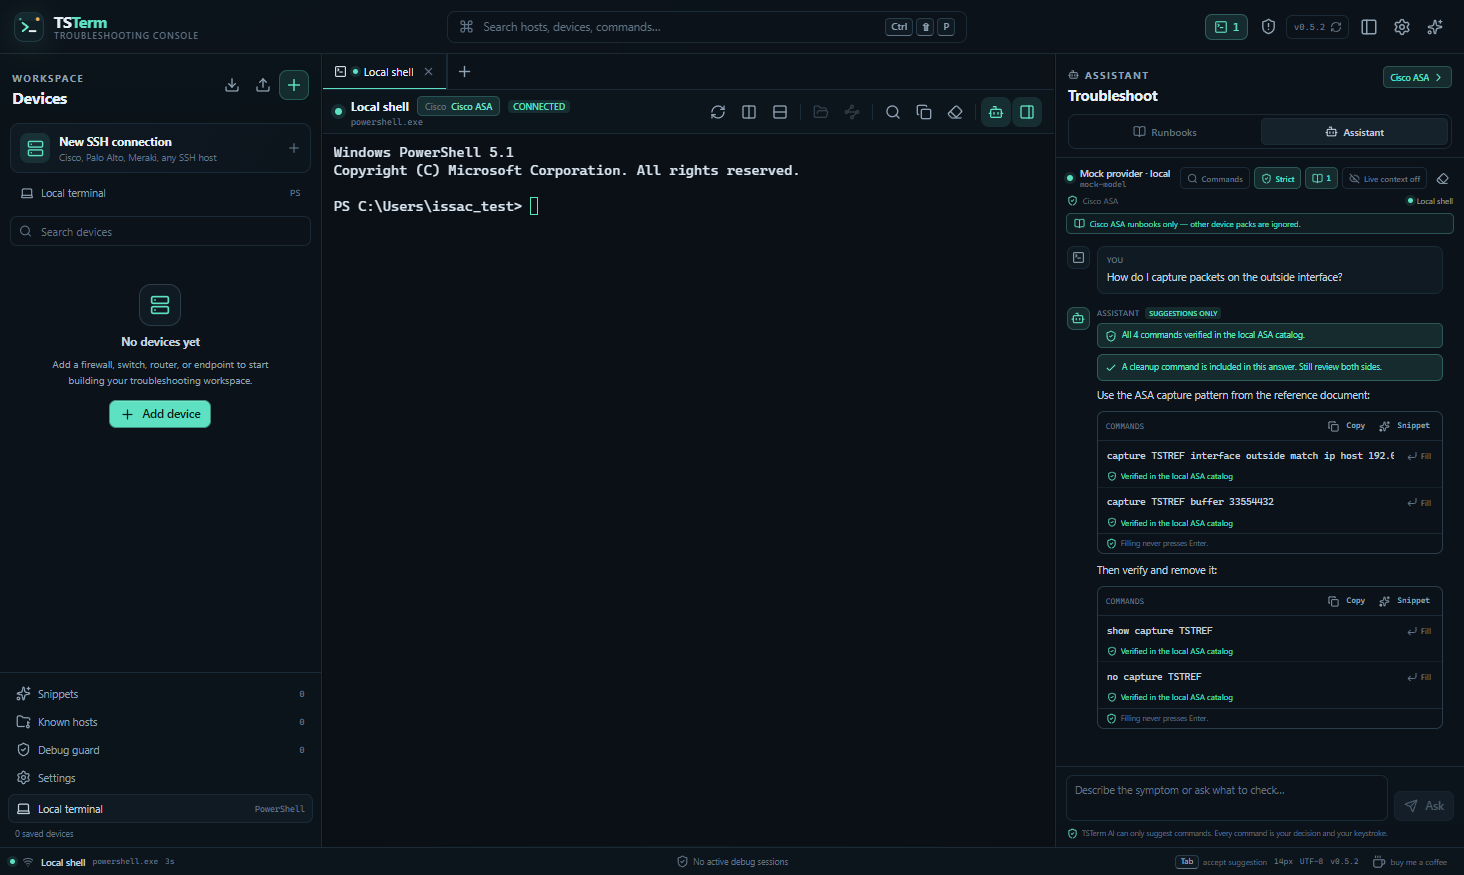 TSTerm
TROUBLESHOOTING CONSOLE
Search hosts, devices, commands...
Ctrl
P
1
v0.5.2
WORKSPACE
Devices
New SSH connection
Cisco, Palo Alto, Meraki, any SSH host
Local terminal PS
Search devices
No devices yet
Add a firewall, switch, router, or endpoint to start
building your troubleshooting workspace.
Add device
Snippets 0
Known hosts 0
Debug guard 0
Settings
Local terminal PowerShell
0 saved devices
Local shell
Local shell Cisco Cisco ASA CONNECTED
powershell.exe
Windows PowerShell 5.1
Copyright (C) Microsoft Corporation. All rights reserved.
PS C:\Users\issac_test>
ASSISTANT
Troubleshoot
Cisco ASA
Runbooks Assistant
Mock provider · local
mock-model
Commands Strict 1 Live context off
Cisco ASA Local shell
Cisco ASA runbooks only — other device packs are ignored.
YOU
How do I capture packets on the outside interface?
ASSISTANT SUGGESTIONS ONLY
All 4 commands verified in the local ASA catalog.
A cleanup command is included in this answer. Still review both sides.
Use the ASA capture pattern from the reference document:
COMMANDS Copy Snippet
capture TSTREF interface outside match ip host 192.0 Fill
Verified in the local ASA catalog
capture TSTREF buffer 33554432 Fill
Verified in the local ASA catalog
Filling never presses Enter.
Then verify and remove it:
COMMANDS Copy Snippet
show capture TSTREF Fill
Verified in the local ASA catalog
no capture TSTREF Fill
Verified in the local ASA catalog
Filling never presses Enter.
Describe the symptom or ask what to check...
Ask
TSTerm AI can only suggest commands. Every command is your decision and your keystroke.
Local shell powershell.exe 3s
No active debug sessions
Tab accept suggestion 14px UTF-8 v0.5.2 buy me a coffee